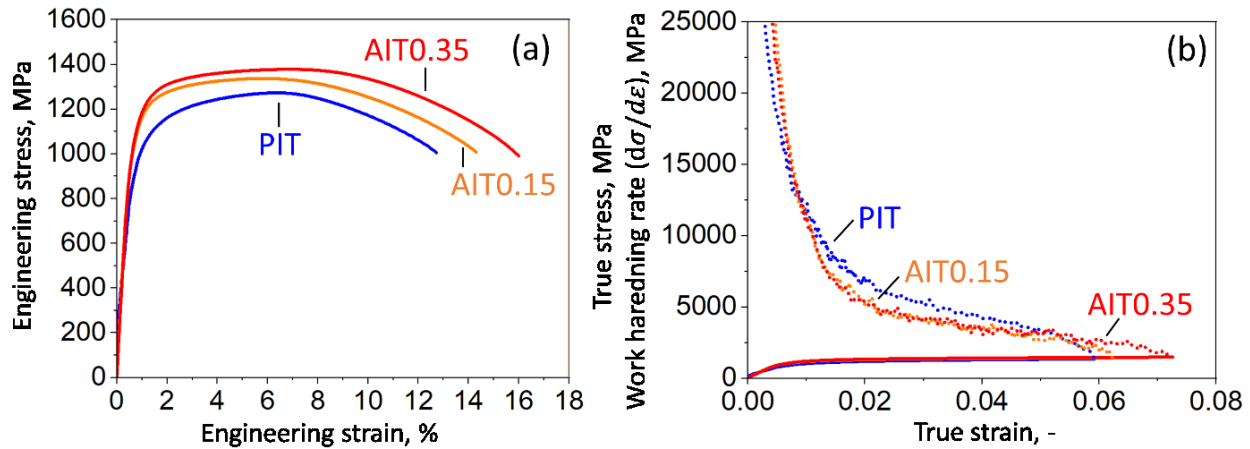 (a)
Engineering stress, MPa
1600
1400
1200
1000
800
600
400
200
0
AIT0.35
PIT
AIT0.15
0 2 4 6 8 10 12 14 16 18
Engineering strain, %
(b)
True stress, MPa
Work haredning rate (dσ/dε), MPa
25000
20000
15000
10000
5000
0
PIT
AIT0.15
AIT0.35
0.00 0.02 0.04 0.06 0.08
True strain, -